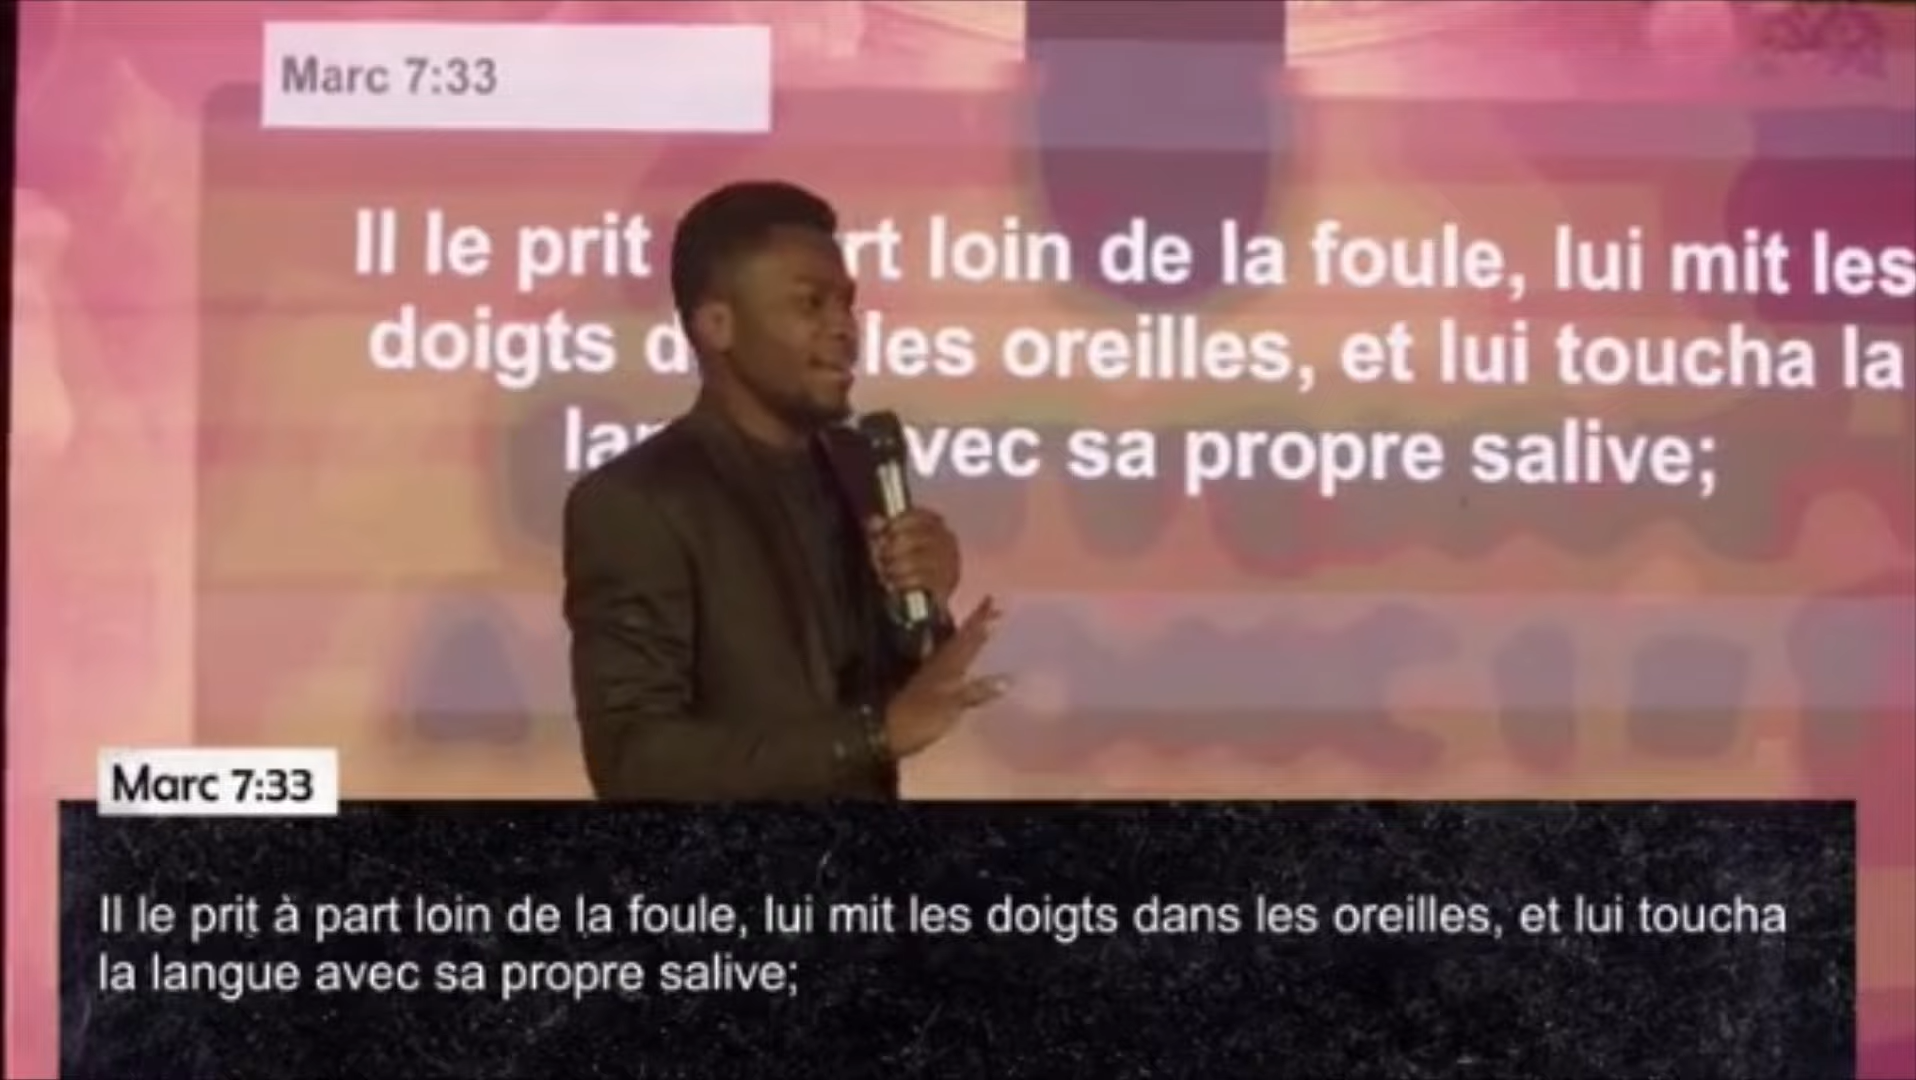 Marc 7:33
Il le prit rt loin de la foule, lui mit les
doigts les oreilles, et lui toucha la
avec sa propre salive;
Marc 7:33
Il le prit à part loin de la foule, lui mit les doigts dans les oreilles, et lui toucha
la langue avec sa propre salive;